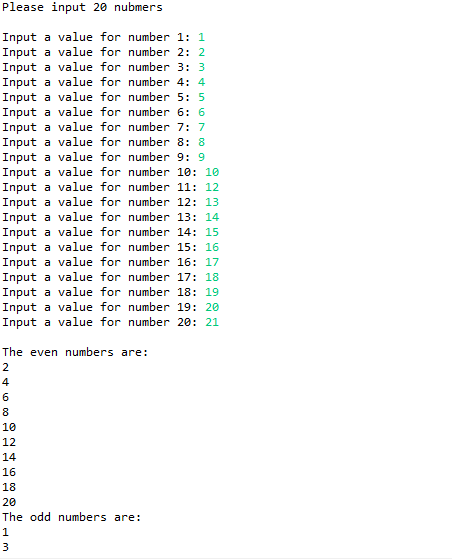 Please input 20 nubmers
Input a value for number 1: 1
Input a value for number 2: 2
Input a value for number 3: 3
Input a value for number 4: 4
Input a value for number 5: 5
Input a value for number 6: 6
Input a value for number 7: 7
Input a value for number 8: 8
Input a value for number 9: 9
Input a value for number 10: 10
Input a value for number 11: 12
Input a value for number 12: 13
Input a value for number 13: 14
Input a value for number 14: 15
Input a value for number 15: 16
Input a value for number 16: 17
Input a value for number 17: 18
Input a value for number 18: 19
Input a value for number 19: 20
Input a value for number 20: 21
The even numbers are:
2
4
6
8
10
12
14
16
18
20
The odd numbers are:
1
3